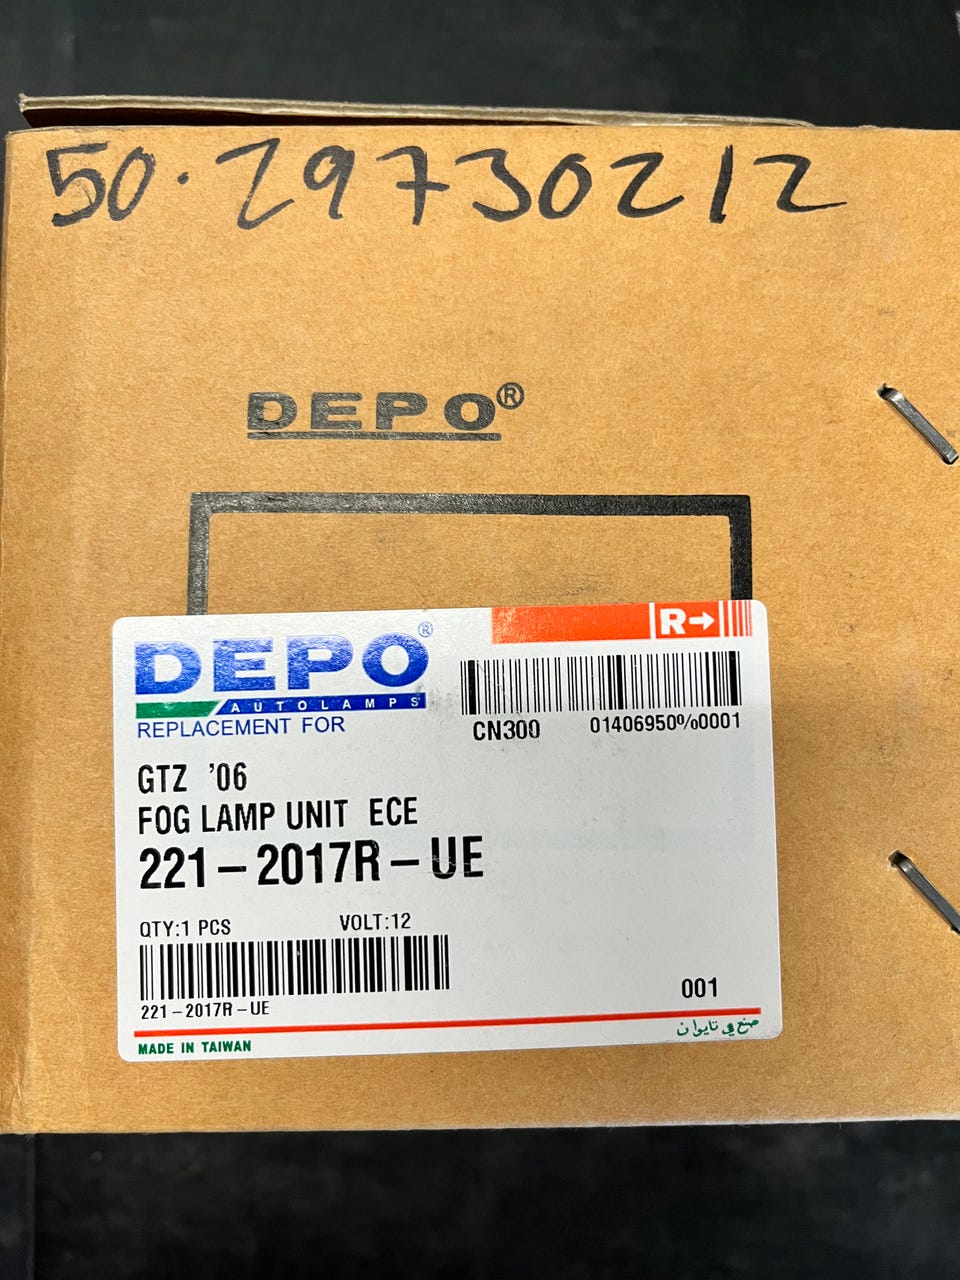 50.29730212
DEPO®
DEPO®
AUTOLAMPS
REPLACEMENT FOR
R→
CN300 01406950%0001
GTZ '06
FOG LAMP UNIT ECE
221-2017R-UE
QTY:1 PCS VOLT:12
221-2017R-UE
001
صنع في تايوان
MADE IN TAIWAN